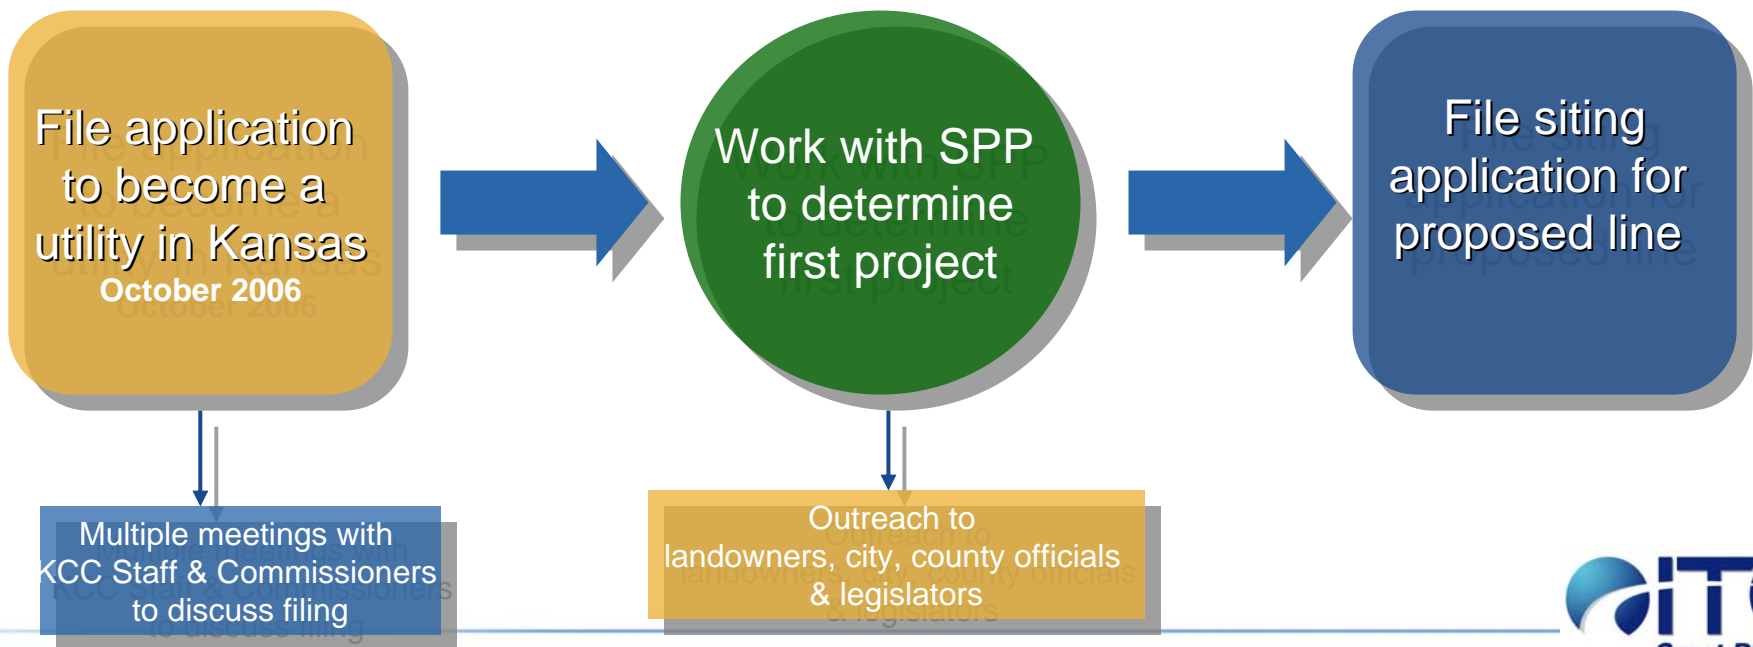 File application
to become a
utility in Kansas
October 2006
Work with SPP
to determine
first project
File siting
application for
proposed line
Multiple meetings with
KCC Staff & Commissioners
to discuss filing
Outreach to
landowners, city, county officials
& legislators